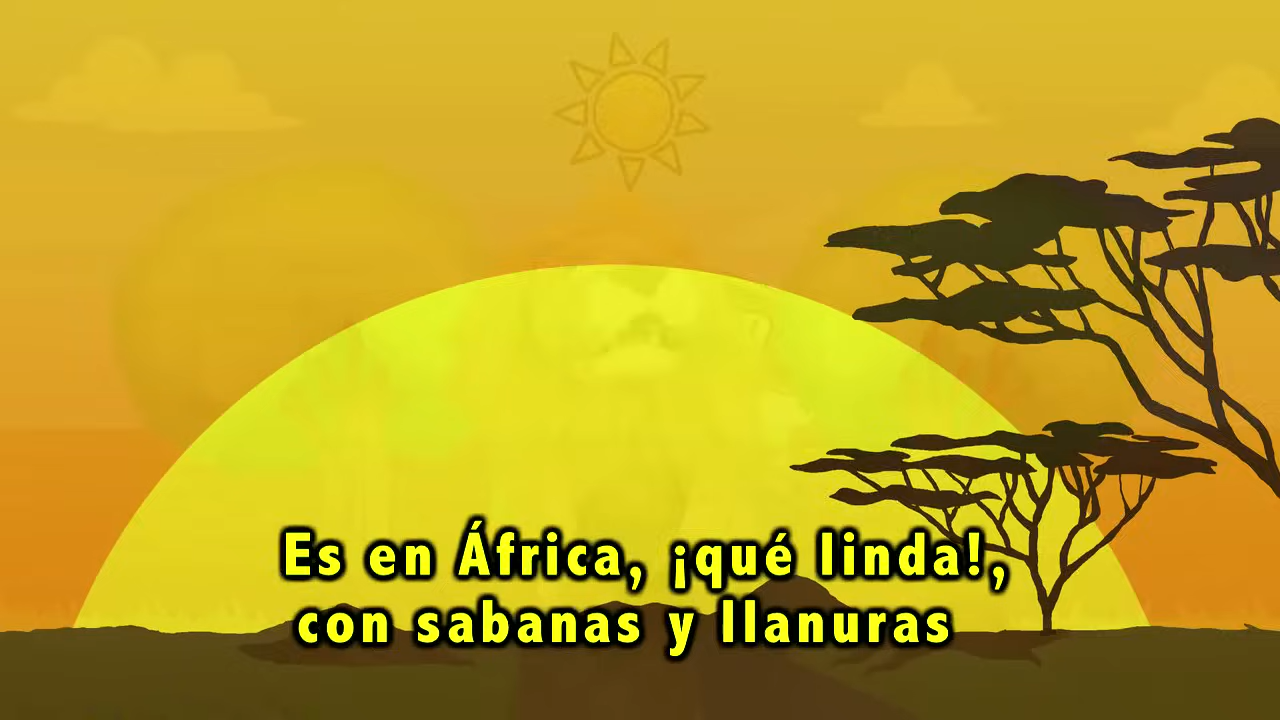 Es en África, ¡qué linda!,
con sabanas y llanuras